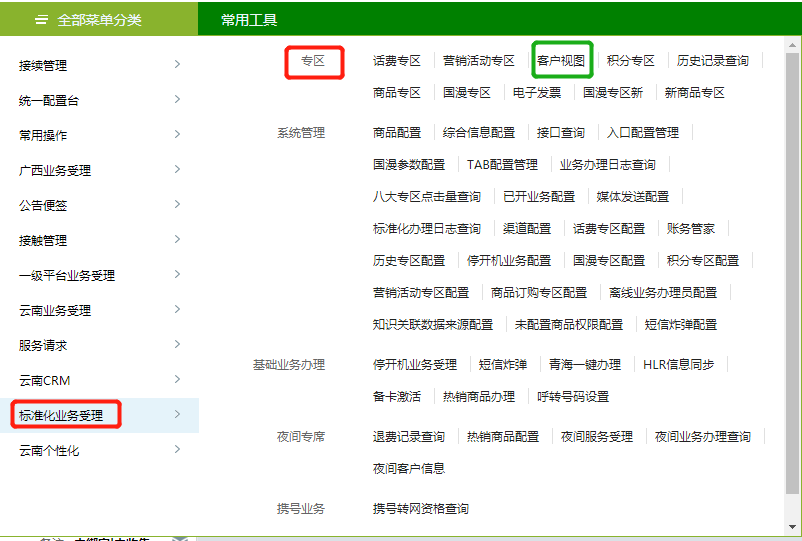 全部菜单分类
常用工具
接续管理
统一配置台
常用操作
广西业务受理
公告便签
接触管理
一级平台业务受理
云南业务受理
服务请求
云南CRM
标准化业务受理
云南个性化
专区 话费专区 营销活动专区 客户视图 积分专区 历史记录查询
商品专区 国漫专区 电子发票 国漫专区新 新商品专区
系统管理 商品配置 综合信息配置 接口查询 入口配置管理
国漫参数配置 TAB配置管理 业务办理日志查询
八大专区点击量查询 已开业务配置 媒体发送配置
标准化办理日志查询 渠道配置 话费专区配置 账务管家
历史专区配置 停开机业务配置 国漫专区配置 积分专区配置
营销活动专区配置 商品订购专区配置 离线业务办理员配置
知识关联数据来源配置 未配置商品权限配置 短信炸弹配置
基础业务办理 停开机业务受理 短信炸弹 青海一键办理 HLR信息同步
备卡激活 热销商品办理 呼转号码设置
夜间专席 退费记录查询 热销商品配置 夜间服务受理 夜间业务办理查询
夜间客户信息
携号业务 携号转网资格查询